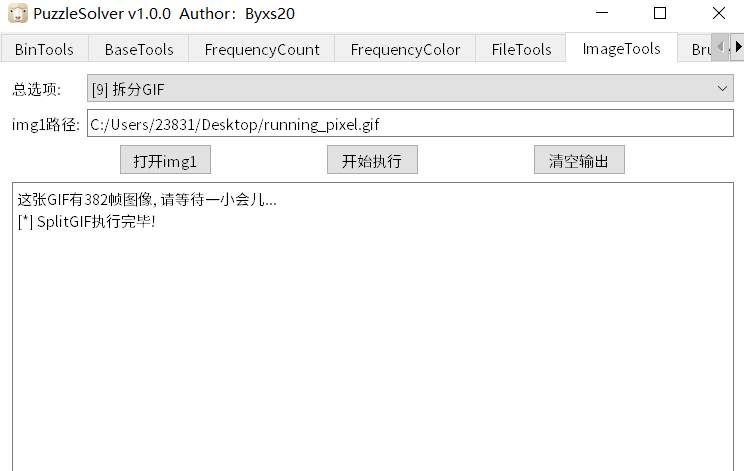 PuzzleSolver v1.0.0 Author：Byxs20
BinTools BaseTools FrequencyCount FrequencyColor FileTools ImageTools
总选项: [9] 拆分GIF
img1路径: C:/Users/23831/Desktop/running_pixel.gif
打开img1 开始执行 清空输出
这张GIF有382帧图像, 请等待一小会儿...
[*] SplitGIF执行完毕!